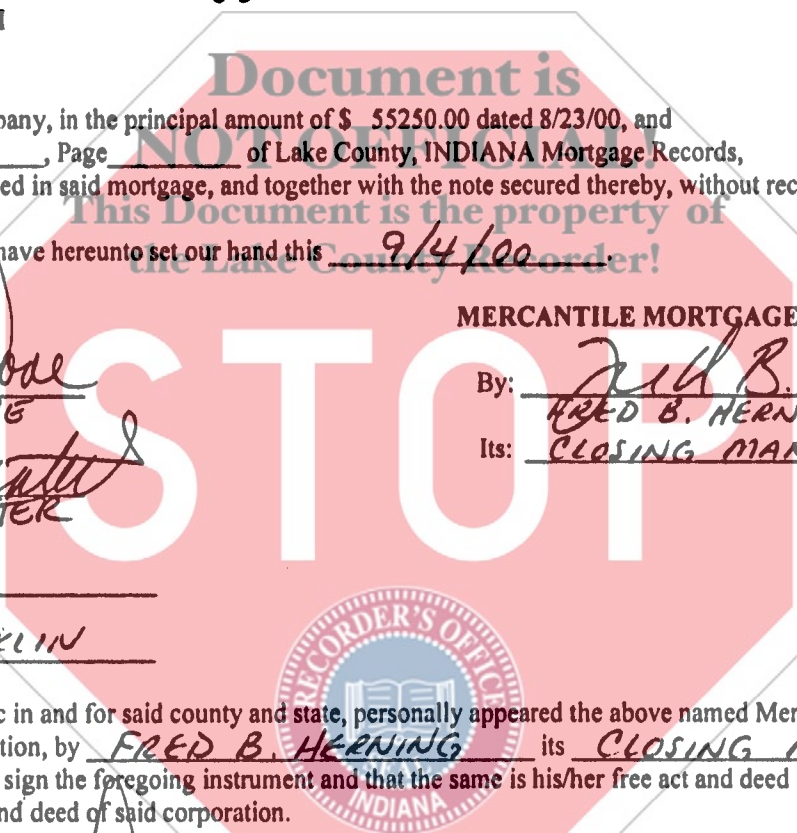 Document is
pany, in the principal amount of $ 55250.00 dated 8/23/00, and
NOT OFFICIAL!
, Page of Lake County, INDIANA Mortgage Records,
ed in said mortgage, and together with the note secured thereby, without rec
This Document is the property of
have hereunto set our hand this 9/4/00.
the Lake County Recorder!
MERCANTILE MORTGAGE
By: B.
FRED B. HERN
Its: CLOSING MAN
STOP
TER
KLIN
RECORDER'S OFFICE
c in and for said county and state, personally appeared the above named Mer
tion, by FRED B. HERNING its CLOSING
sign the foregoing instrument and that the same is his/her free act and deed
nd deed of said corporation.
INDIANA